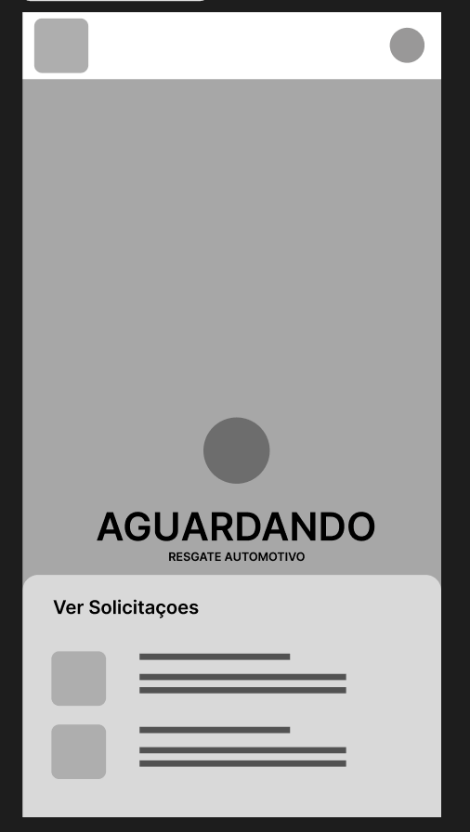 AGUARDANDO
RESGATE AUTOMOTIVO
Ver Solicitaçoes